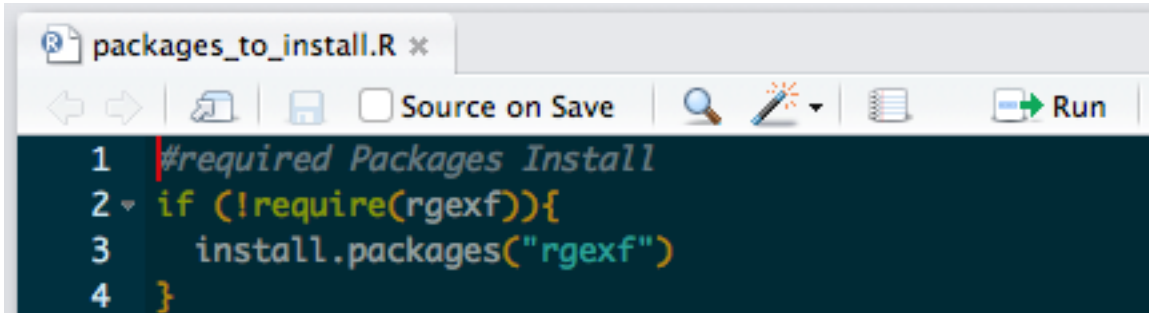 packages_to_install.R
Source on Save Run
1 #required Packages Install
2 if (!require(rgexf)){
3   install.packages("rgexf")
4 }